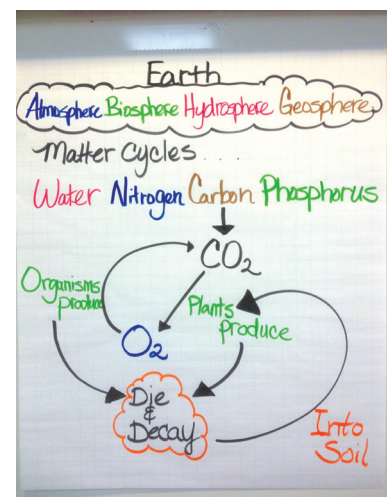 Earth
Atmosphere Biosphere Hydrosphere Geosphere
Matter Cycles . . .
Water Nitrogen Carbon Phosphorus
CO₂
Organisms
produce
Plants
produce
O₂
Die
&
Decay
Into
Soil